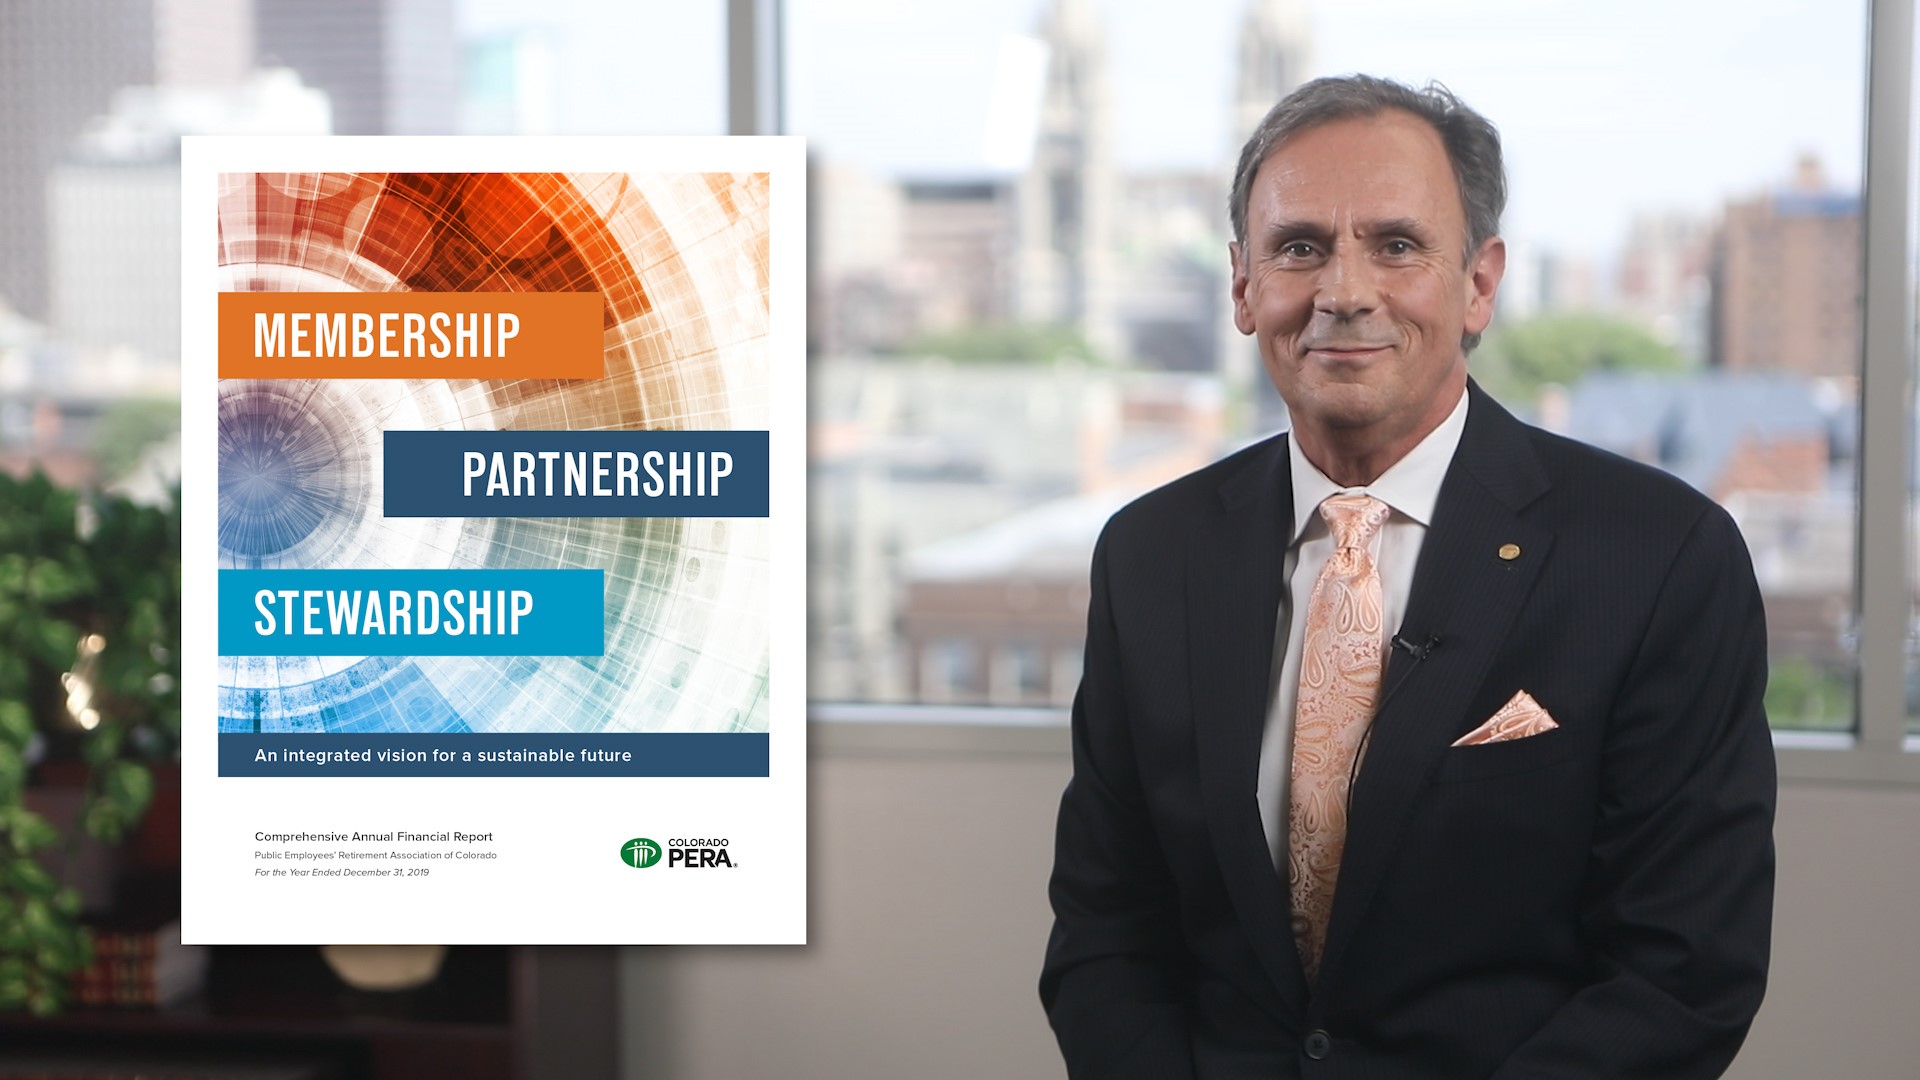 MEMBERSHIP
PARTNERSHIP
STEWARDSHIP
An integrated vision for a sustainable future
Comprehensive Annual Financial Report
Public Employees' Retirement Association of Colorado
For the Year Ended December 31, 2019
COLORADO
PERA®